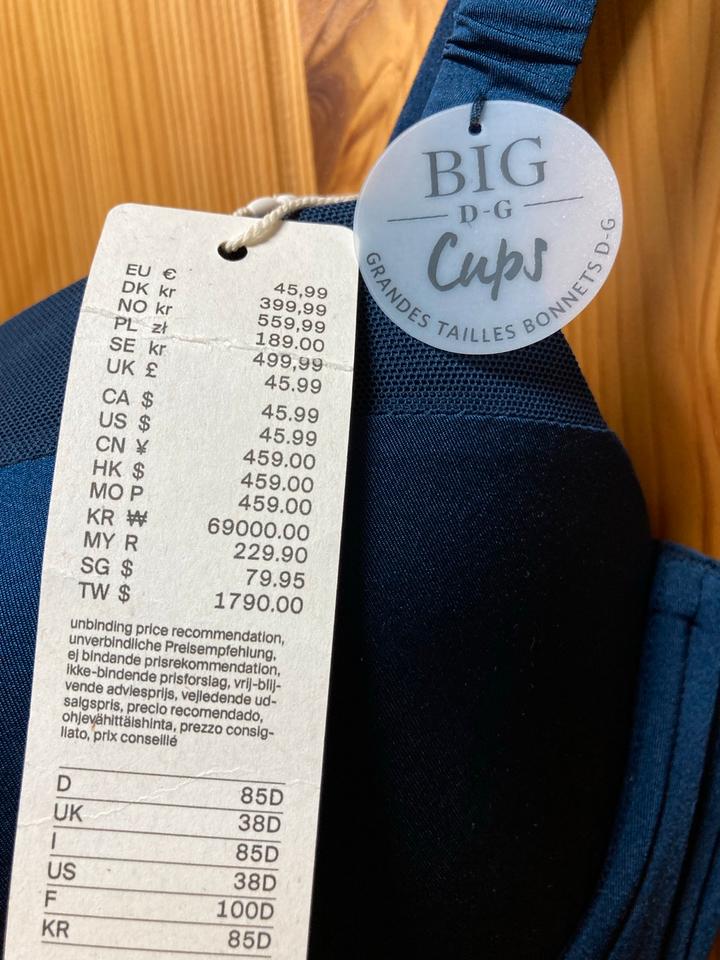 BIG
D-G
Cups
GRANDES TAILLES BONNETS D-G
EU € 45,99
DK kr 399,99
NO kr 559,99
PL zł 189.00
SE kr 499,99
UK £ 45.99
CA $ 45.99
US $ 45.99
CN ¥ 459.00
HK $ 459.00
MO P 459.00
KR ₩ 69000.00
MY R 229.90
SG $ 79.95
TW $ 1790.00
unbinding price recommendation,
unverbindliche Preisempfehlung,
ej bindande prisrekommendation,
ikke-bindende prisforslag, vrij-blij-
vende adviesprijs, vejledende ud-
salgspris, precio recomendado,
ohjevähittäishinta, prezzo consig-
liato, prix conseillé
D 85D
UK 38D
I 85D
US 38D
F 100D
KR 85D